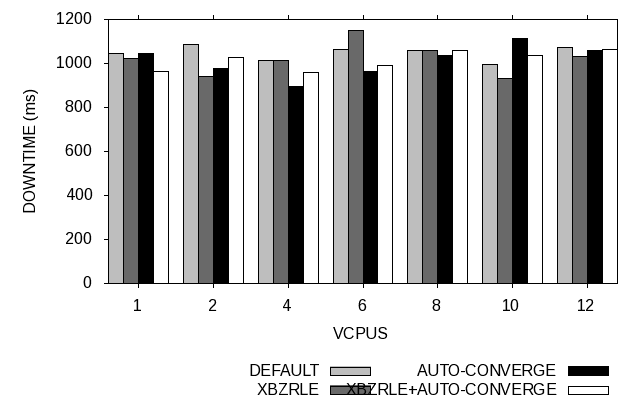 1200
1000
800
600
400
200
0
DOWNTIME (ms)
1 2 4 6 8 10 12
VCPUS
DEFAULT AUTO-CONVERGE
XBZRLE XBZRLE+AUTO-CONVERGE